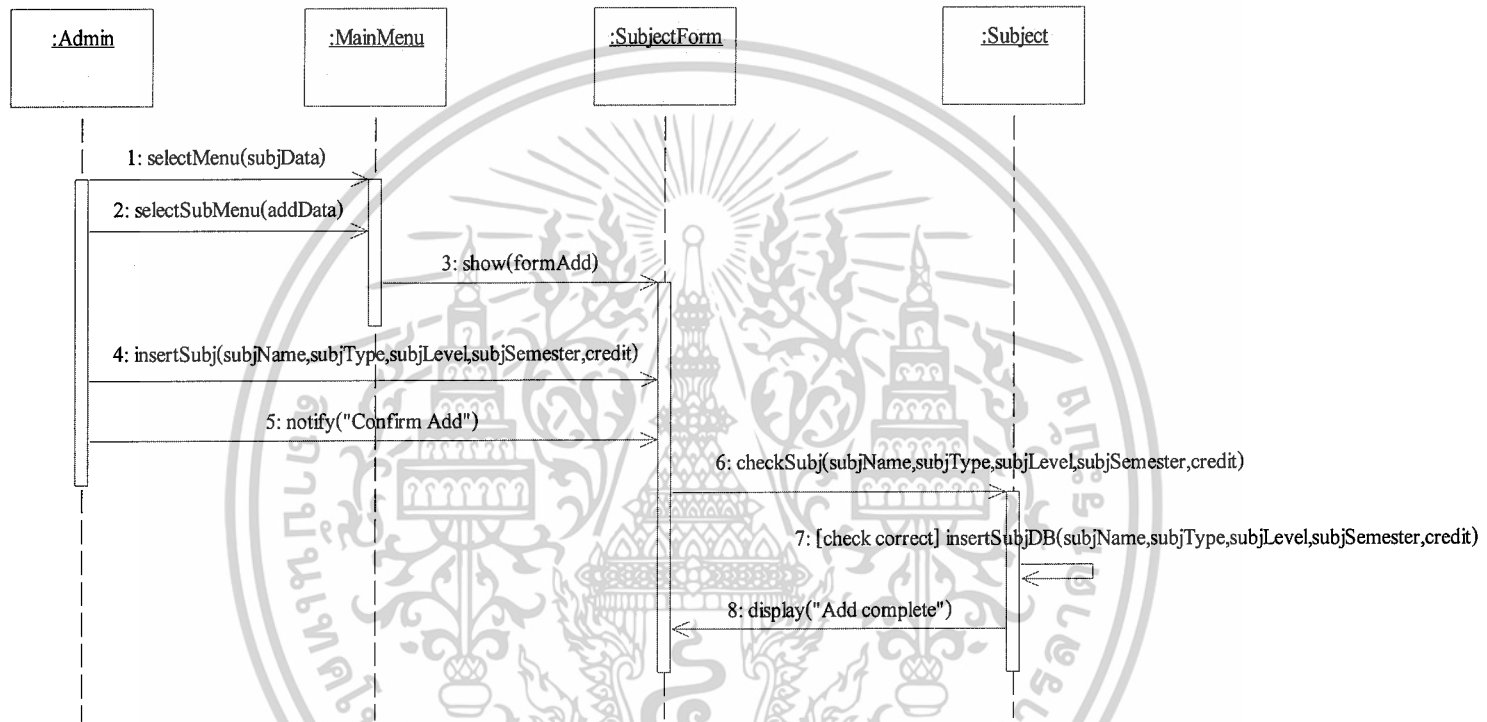 :Admin
:MainMenu
:SubjectForm
:Subject
1: selectMenu(subjData)
2: selectSubMenu(addData)
3: show(formAdd)
4: insertSubj(subjName,subjType,subjLevel,subjSemester,credit)
5: notify("Confirm Add")
6: checkSubj(subjName,subjType,subjLevel,subjSemester,credit)
7: [check correct] insertSubjDB(subjName,subjType,subjLevel,subjSemester,credit)
8: display("Add complete")